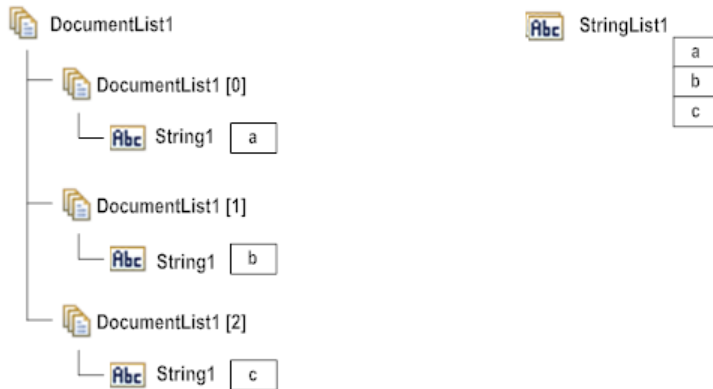 DocumentList1
DocumentList1 [0]
Abc String1 a
DocumentList1 [1]
Abc String1 b
DocumentList1 [2]
Abc String1 c
Abc StringList1
a
b
c